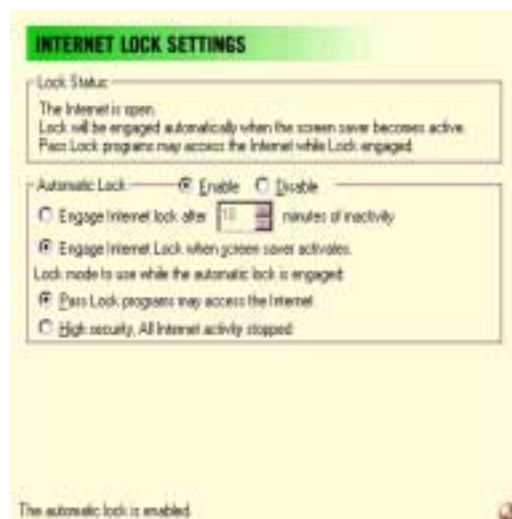 INTERNET LOCK SETTINGS
Lock Status
The Internet is open.
Lock will be engaged automatically when the screen saver becomes active.
Pass Lock programs may access the Internet while Lock engaged.
Automatic Lock Enable Disable
Engage Internet lock after 10 minutes of inactivity
Engage Internet Lock when screen saver activates.
Lock mode to use while the automatic lock is engaged:
Pass Lock programs may access the Internet
High security, All Internet activity stopped
The automatic lock is enabled